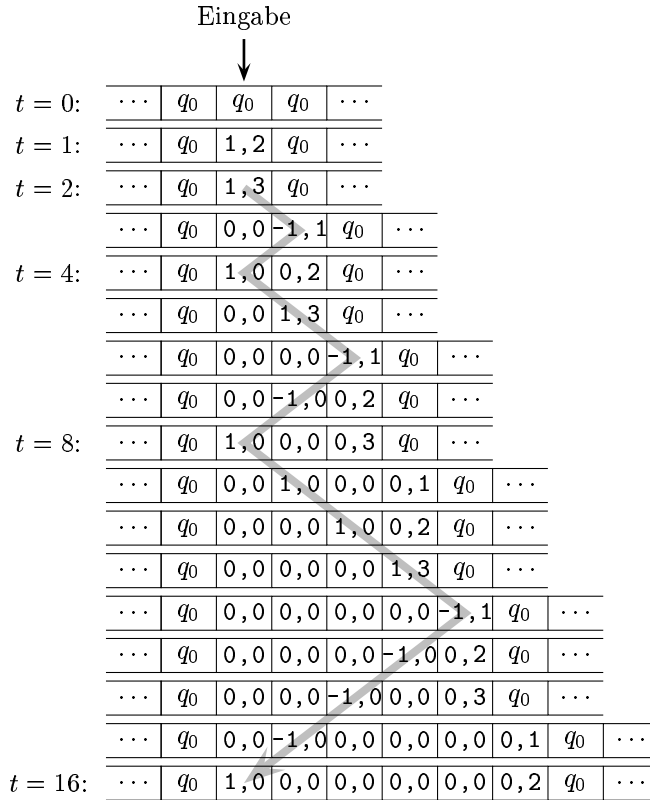 Eingabe
t = 0: ··· q₀ q₀ q₀ ···
t = 1: ··· q₀ 1,2 q₀ ···
t = 2: ··· q₀ 1,3 q₀ ···
··· q₀ 0,0 -1,1 q₀ ···
t = 4: ··· q₀ 1,0 0,2 q₀ ···
··· q₀ 0,0 1,3 q₀ ···
··· q₀ 0,0 0,0 -1,1 q₀ ···
··· q₀ 0,0 -1,0 0,2 q₀ ···
t = 8: ··· q₀ 1,0 0,0 0,3 q₀ ···
··· q₀ 0,0 1,0 0,0 0,1 q₀ ···
··· q₀ 0,0 0,0 1,0 0,2 q₀ ···
··· q₀ 0,0 0,0 0,0 1,3 q₀ ···
··· q₀ 0,0 0,0 0,0 0,0 -1,1 q₀ ···
··· q₀ 0,0 0,0 0,0 -1,0 0,2 q₀ ···
··· q₀ 0,0 0,0 -1,0 0,0 0,3 q₀ ···
··· q₀ 0,0 -1,0 0,0 0,0 0,0 0,1 q₀ ···
t = 16: ··· q₀ 1,0 0,0 0,0 0,0 0,0 0,2 q₀ ···